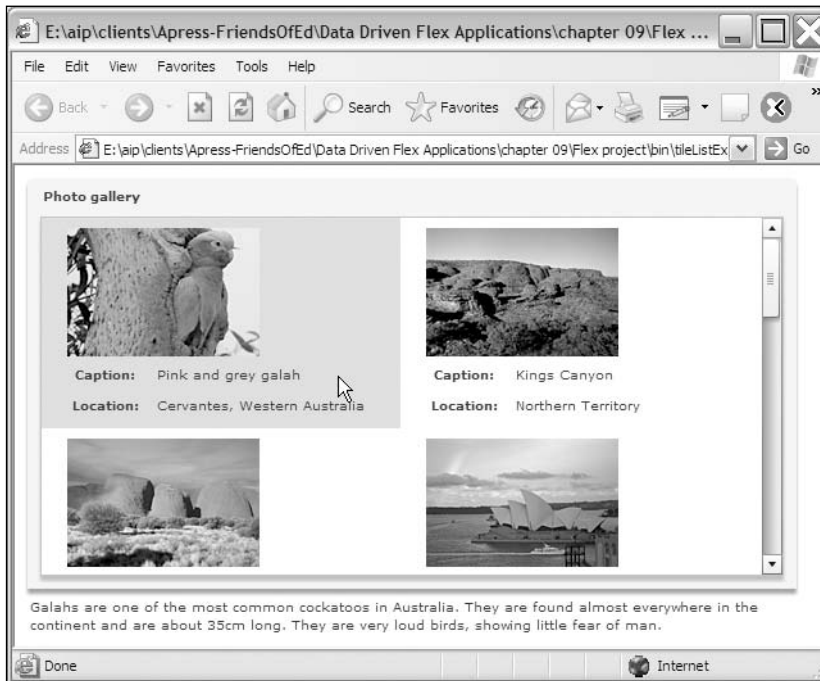 E:\aip\clients\Apress-FriendsOfEd\Data Driven Flex Applications\chapter 09\Flex ...
File Edit View Favorites Tools Help
Back Search Favorites »
Address E:\aip\clients\Apress-FriendsOfEd\Data Driven Flex Applications\chapter 09\Flex project\bin\tileListEx Go
Photo gallery
Caption: Pink and grey galah
Location: Cervantes, Western Australia
Caption: Kings Canyon
Location: Northern Territory
Galahs are one of the most common cockatoos in Australia. They are found almost everywhere in the
continent and are about 35cm long. They are very loud birds, showing little fear of man.
Done Internet